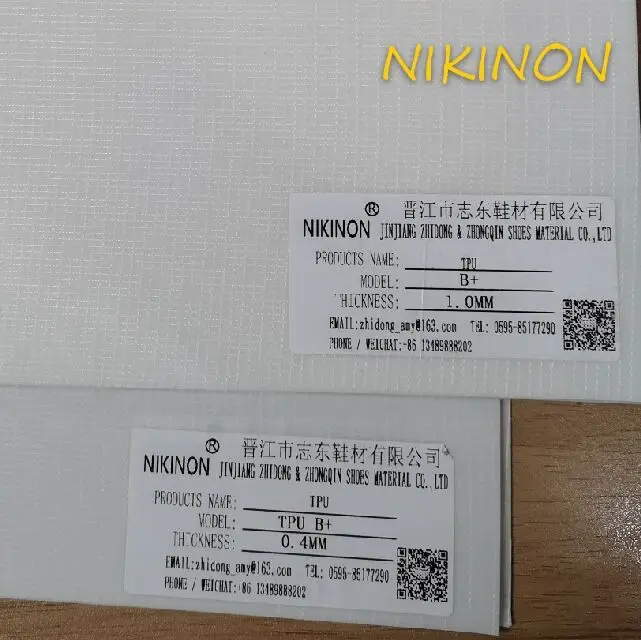 NIKINON
NIKINON® 晋江市志东鞋材有限公司
JINJIANG ZHIDONG & ZHONGQIN SHOES MATERIAL CO.,LTD
PRODUCTS NAME: TPU
MODEL: B+
THICKNESS: 1.0MM
EMAIL:zhidong_amy@163.com TEL: 0595-85177290
PHONE / WEICHAT:+86 13489888202
NIKINON® 晋江市志东鞋材有限公司
JINJIANG ZHIDONG & ZHONGQIN SHOES MATERIAL CO.,LTD
PRODUCTS NAME: TPU
MODEL: TPU B+
THICKNESS: 0.4MM
EMAIL:zhidong_amy@163.com TEL: 0595-85177290
PHONE / WEICHAT:+86 13489888202